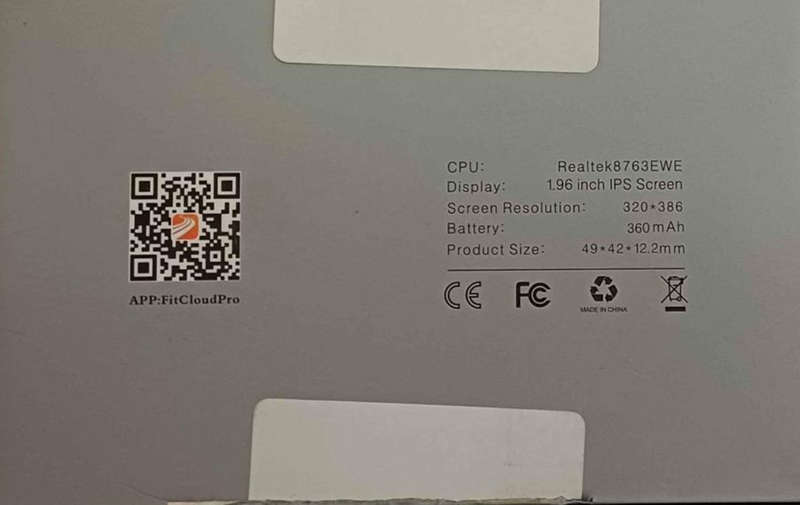 CPU: Realtek8763EWE
Display: 1.96 inch IPS Screen
Screen Resolution: 320*386
Battery: 360mAh
Product Size: 49*42*12.2mm
CE FC MADE IN CHINA
APP:FitCloudPro